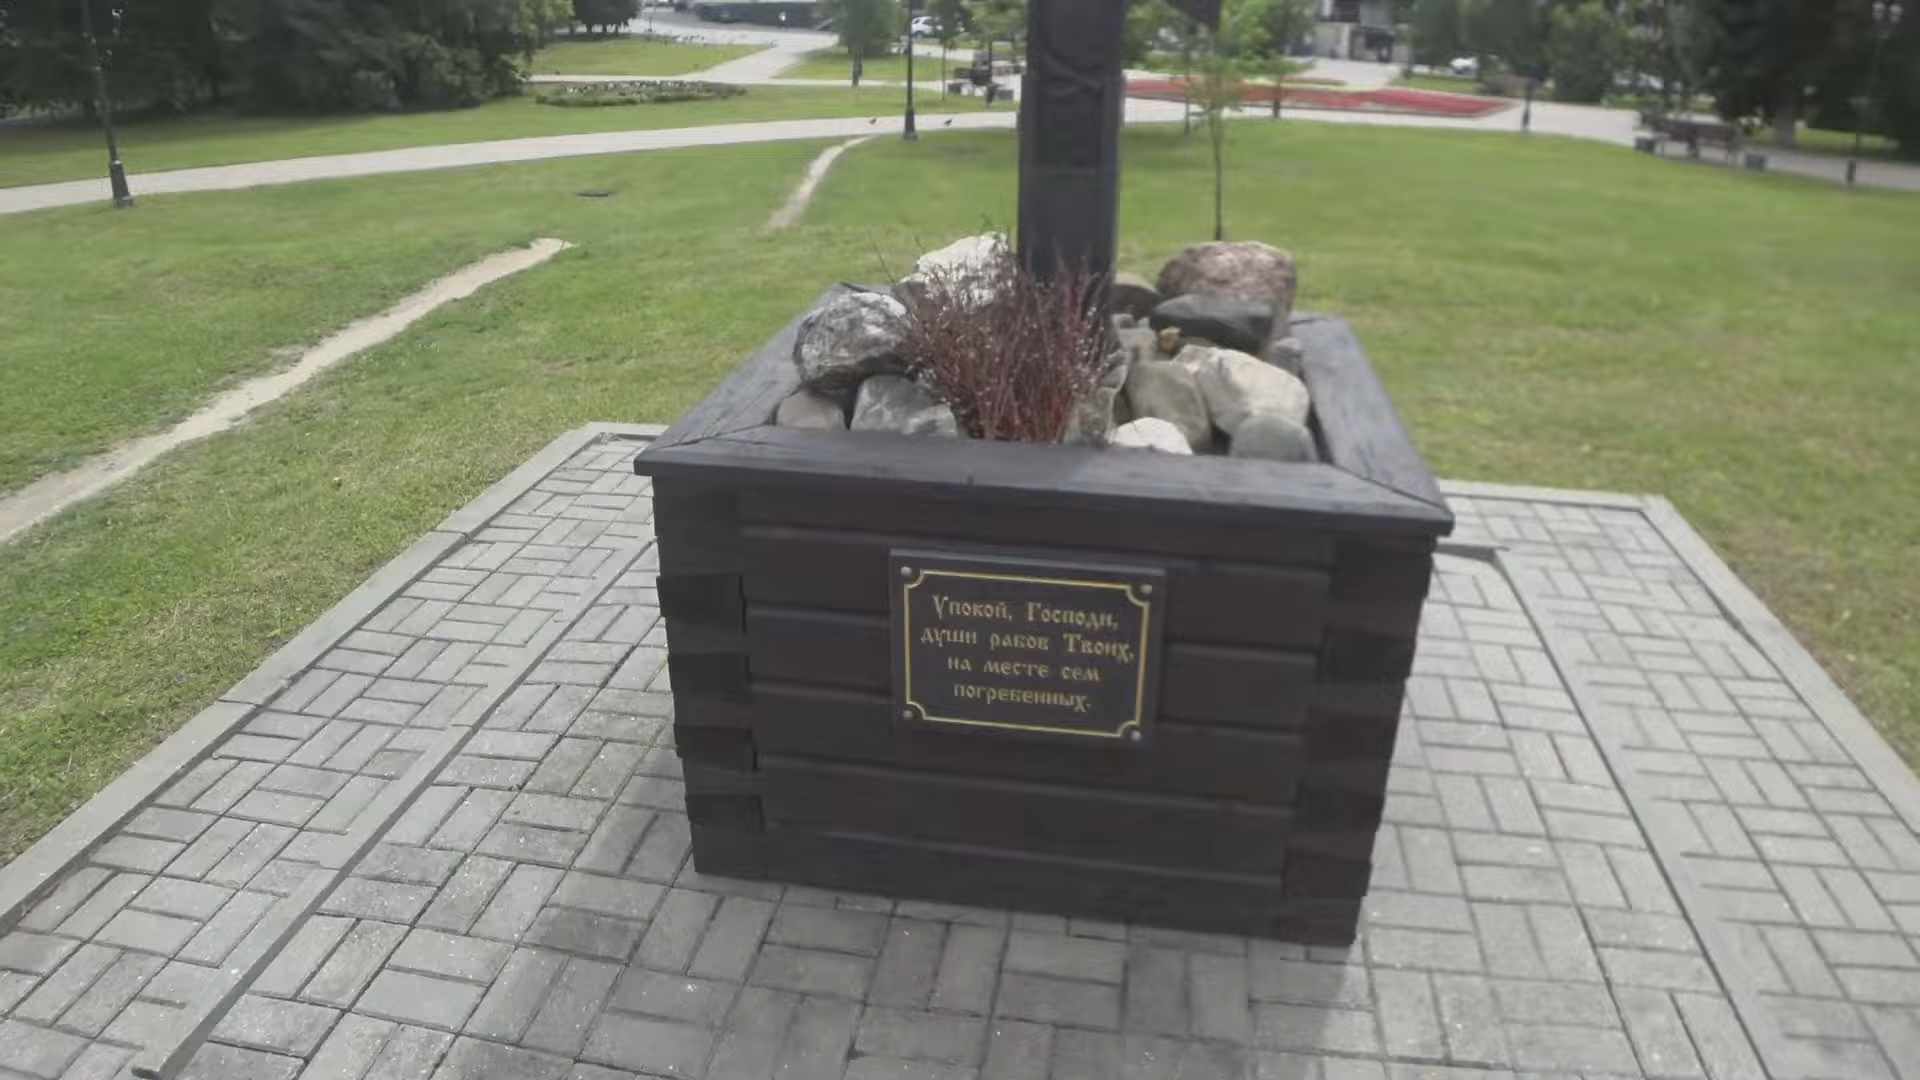 Упокой, Господи,
души рабов Твоих,
на месте сем
погребенных.